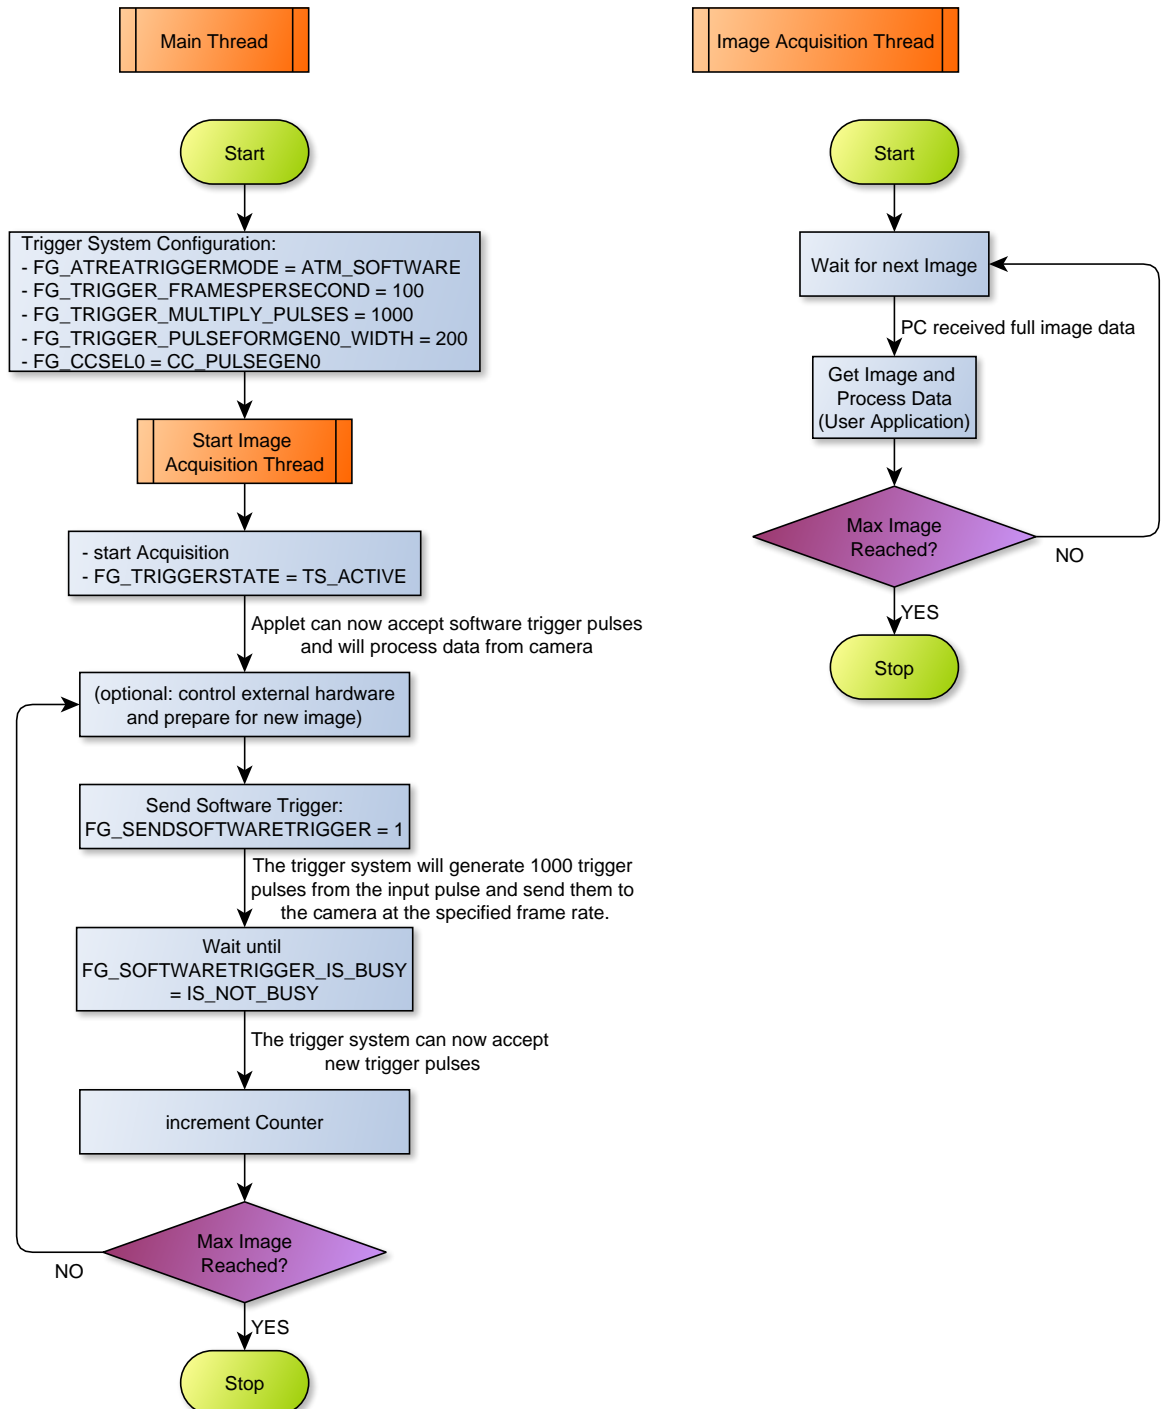 Main Thread
Start
Trigger System Configuration:
- FG_ATREATRIGGERMODE = ATM_SOFTWARE
- FG_TRIGGER_FRAMESPERSECOND = 100
- FG_TRIGGER_MULTIPLY_PULSES = 1000
- FG_TRIGGER_PULSEFORMGEN0_WIDTH = 200
- FG_CCSEL0 = CC_PULSEGEN0
Start Image
Acquisition Thread
- start Acquisition
- FG_TRIGGERSTATE = TS_ACTIVE
Applet can now accept software trigger pulses
and will process data from camera
(optional: control external hardware
and prepare for new image)
Send Software Trigger:
FG_SENDSOFTWARETRIGGER = 1
The trigger system will generate 1000 trigger
pulses from the input pulse and send them to
the camera at the specified frame rate.
Wait until
FG_SOFTWARETRIGGER_IS_BUSY
= IS_NOT_BUSY
The trigger system can now accept
new trigger pulses
increment Counter
Max Image
Reached?
NO
YES
Stop
Image Acquisition Thread
Start
Wait for next Image
PC received full image data
Get Image and
Process Data
(User Application)
Max Image
Reached?
NO
YES
Stop